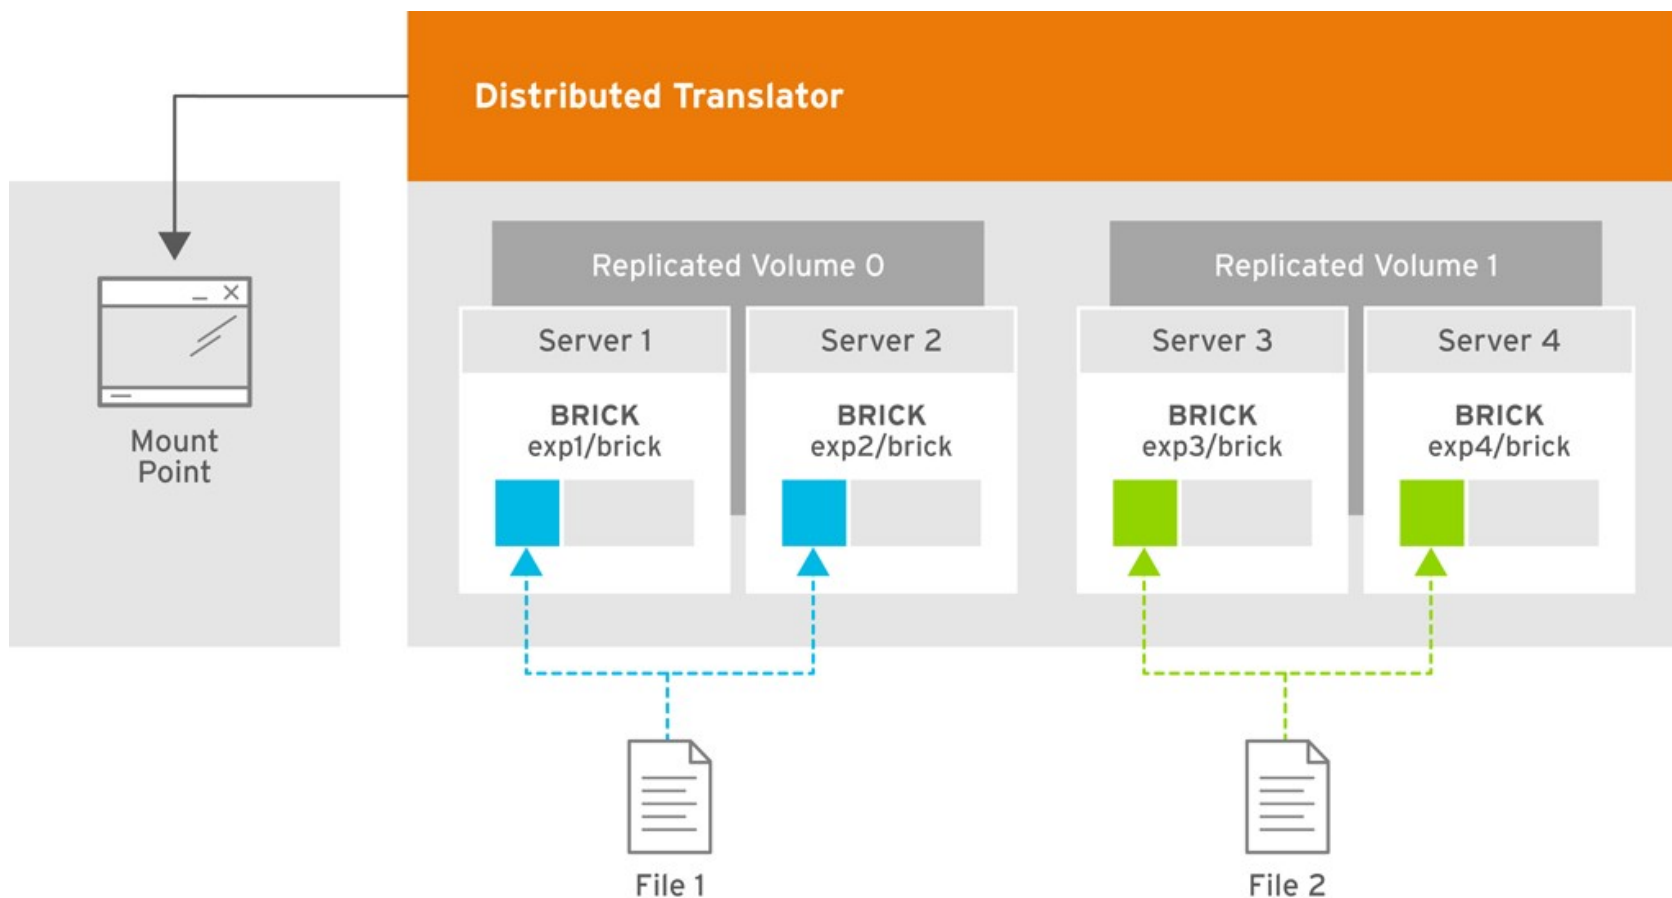 Distributed Translator
Mount
Point
Replicated Volume 0
Replicated Volume 1
Server 1
Server 2
Server 3
Server 4
BRICK
exp1/brick
BRICK
exp2/brick
BRICK
exp3/brick
BRICK
exp4/brick
File 1
File 2